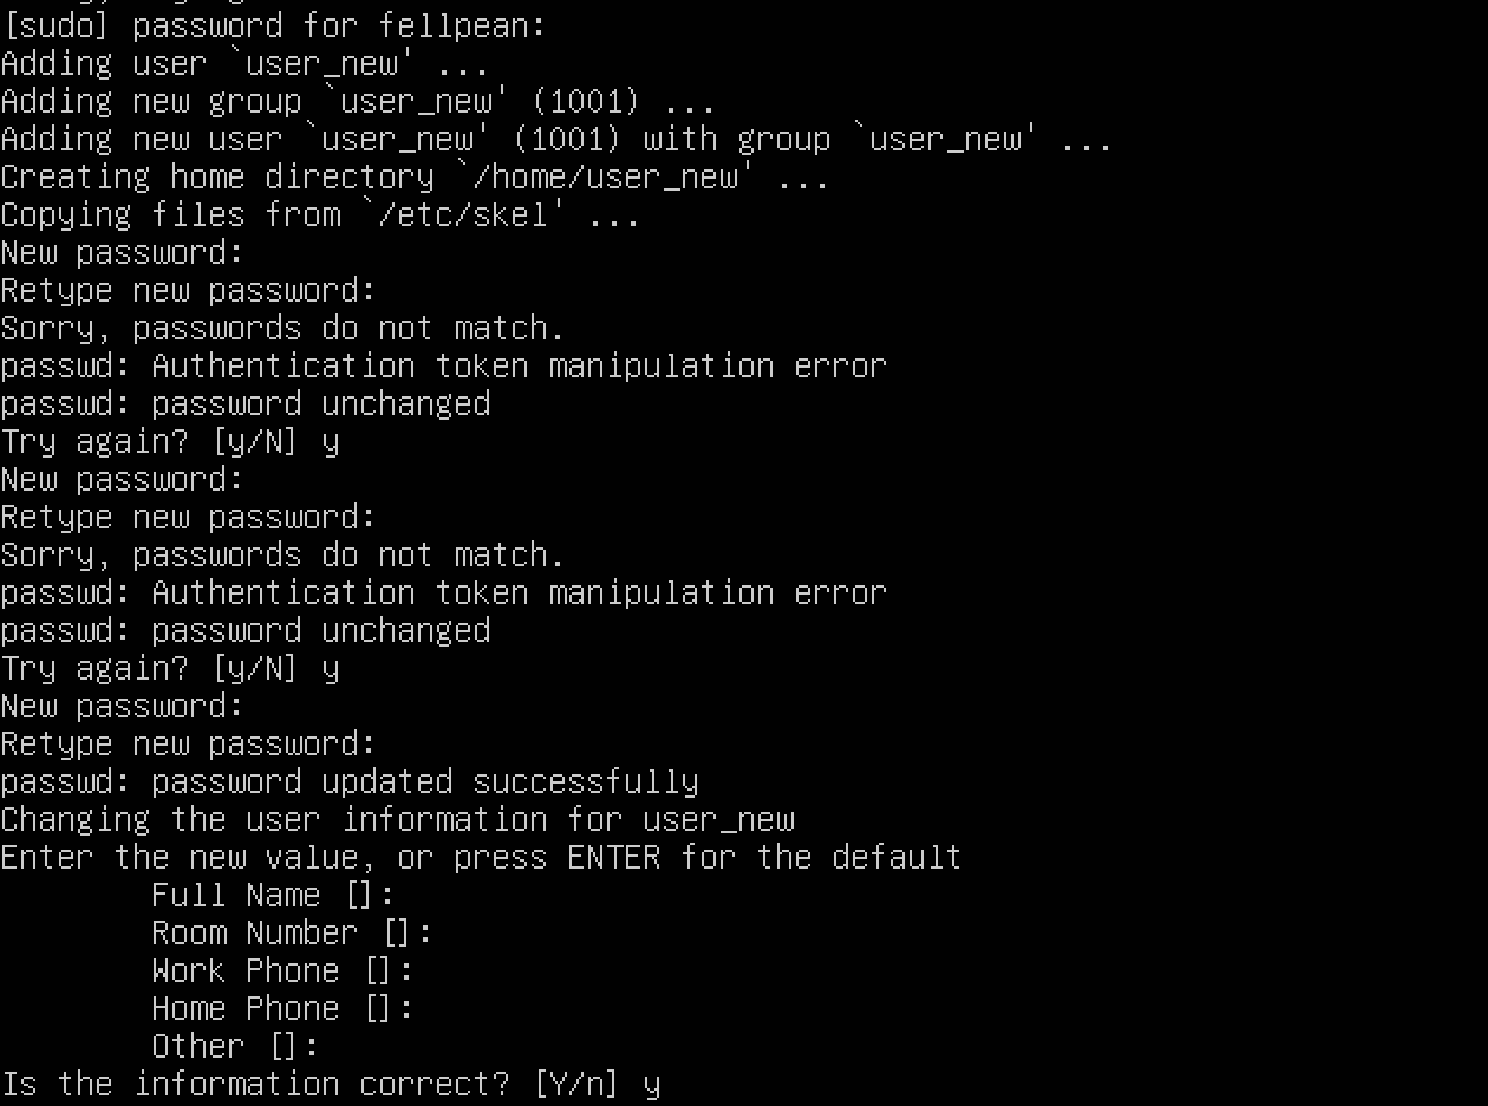 [sudo] password for fellpean:
Adding user `user_new' ...
Adding new group `user_new' (1001) ...
Adding new user `user_new' (1001) with group `user_new' ...
Creating home directory `/home/user_new' ...
Copying files from `/etc/skel' ...
New password:
Retype new password:
Sorry, passwords do not match.
passwd: Authentication token manipulation error
passwd: password unchanged
Try again? [y/N] y
New password:
Retype new password:
Sorry, passwords do not match.
passwd: Authentication token manipulation error
passwd: password unchanged
Try again? [y/N] y
New password:
Retype new password:
passwd: password updated successfully
Changing the user information for user_new
Enter the new value, or press ENTER for the default
        Full Name []:
        Room Number []:
        Work Phone []:
        Home Phone []:
        Other []:
Is the information correct? [Y/n] y